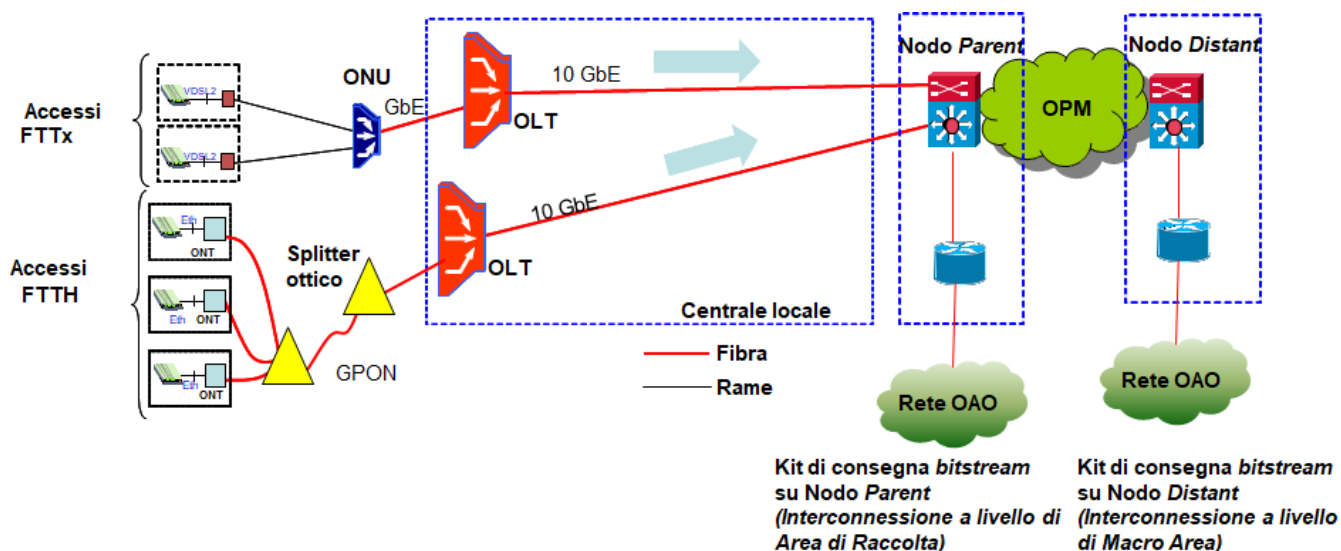 Nodo Parent
Nodo Distant
ONU
10 GbE
VDSL2
GbE
Accessi
FTTx
OLT
OPM
VDSL2
10 GbE
Eth
ONT
Splitter
ottico
OLT
Accessi
FTTH
Eth
ONT
Centrale locale
Fibra
Eth
ONT
GPON
Rame
Rete OAO
Rete OAO
Kit di consegna bitstream
su Nodo Parent
(Interconnessione a livello di
Area di Raccolta)
Kit di consegna bitstream
su Nodo Distant
(Interconnessione a livello
di Macro Area)